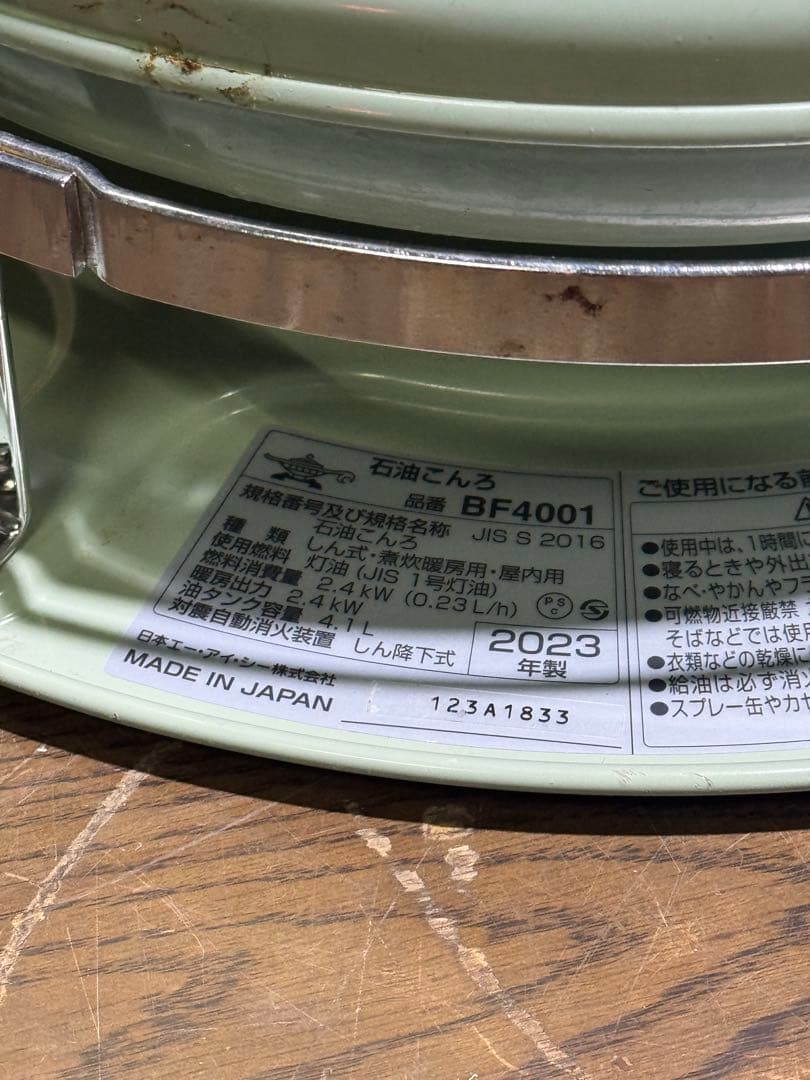 石油こんろ
品番 BF4001
規格番号及び規格名称 JIS S 2016
石油こんろ
種類 しん式・煮炊暖房用・屋内用
使用燃料 灯油 (JIS 1号灯油)
燃料消費量 2.4kW (0.23L/h)
暖房出力 2.4kW
油タンク容量 4.1L
対震自動消火装置 しん降下式
PSC
2023
年製
日本エー・アイ・シー株式会社
MADE IN JAPAN
123A1833
ご使用になる前
●使用中は、1時間に
●寝るときや外出
●なべ・やかんやフ
●可燃物近接厳禁
そばなどでは使用
●衣類などの乾燥に
●給油は必ず消火
●スプレー缶やカセ